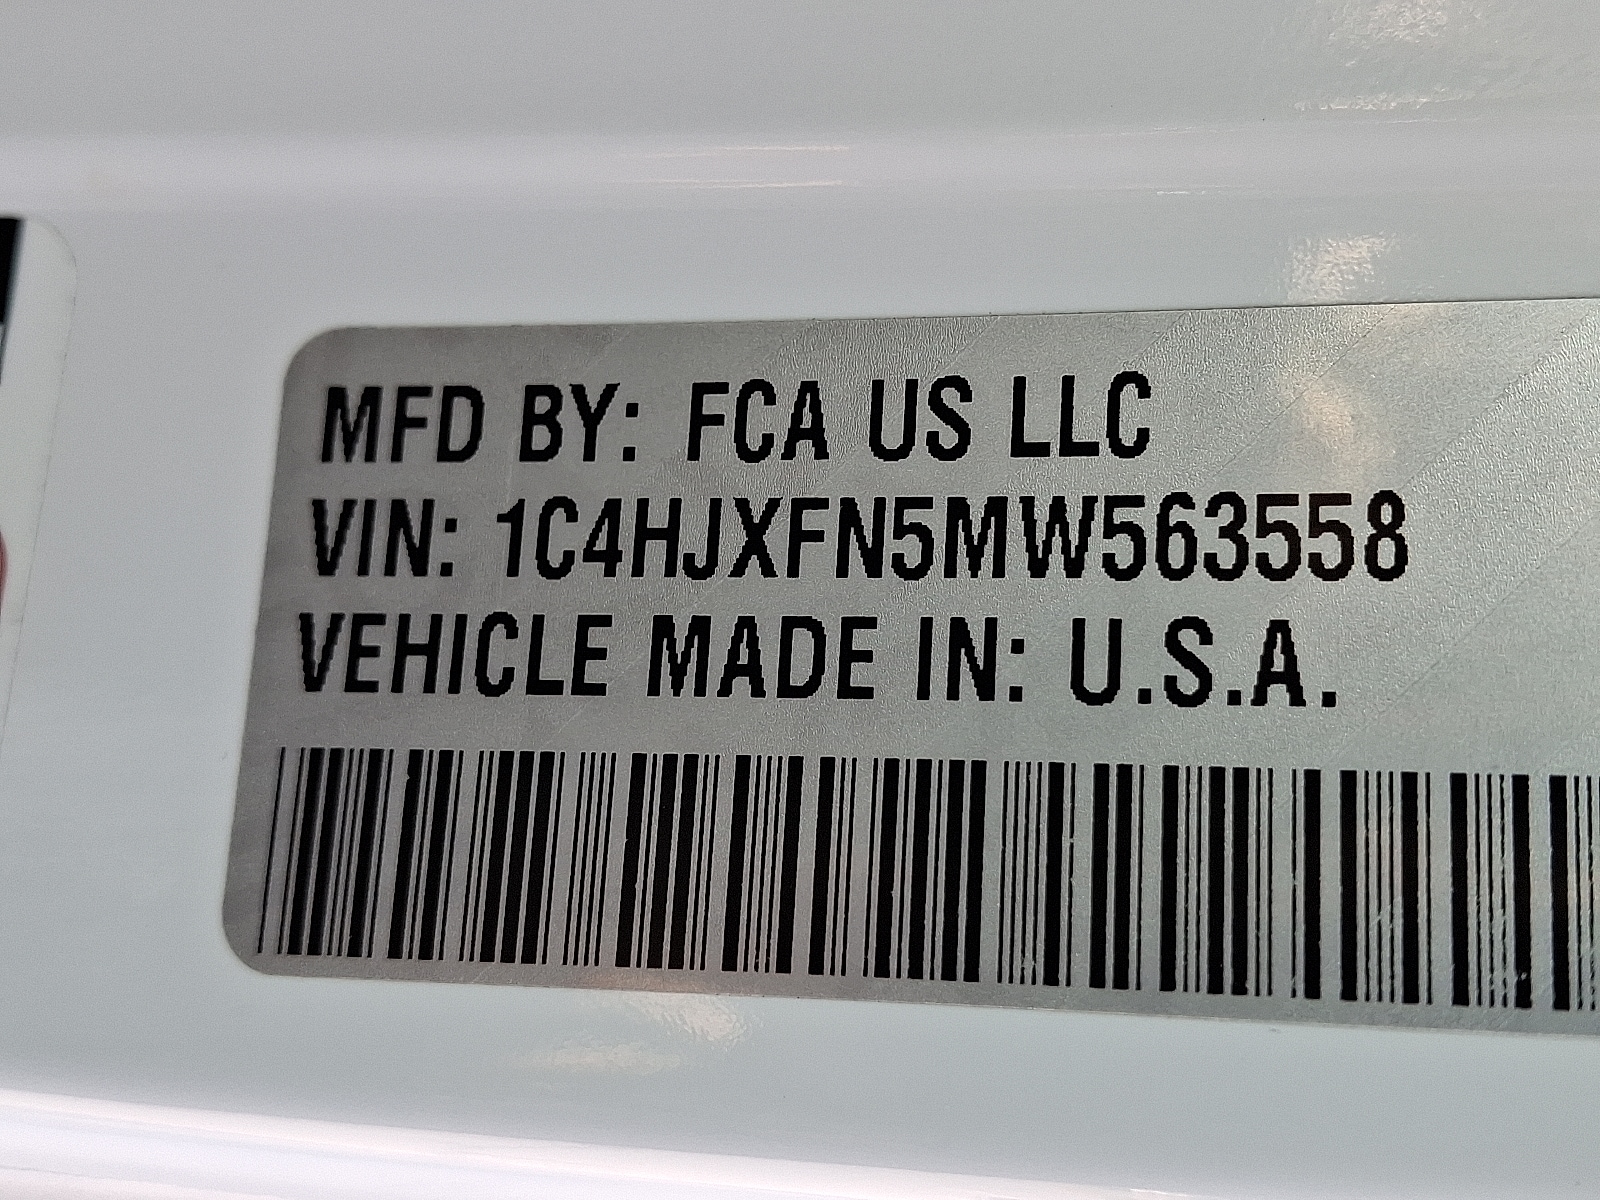 MFD BY: FCA US LLC
VIN: 1C4HJXFN5MW563558
VEHICLE MADE IN: U.S.A.